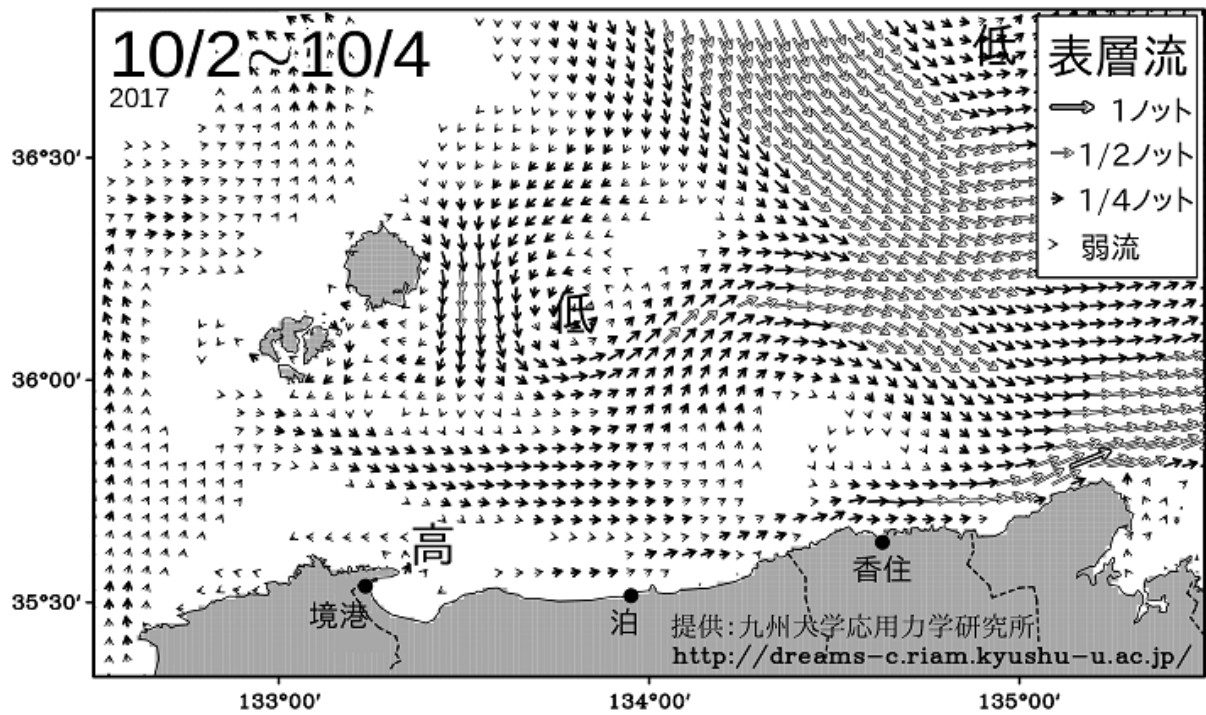 10/2~10/4
2017
低
表層流
1ノット
1/2ノット
1/4ノット
弱流
36°30′
低
36°00′
高
香住
境港
35°30′
泊
提供:九州大学応用力学研究所
http://dreams-c.riam.kyushu-u.ac.jp/
133°00′
134°00′
135°00′